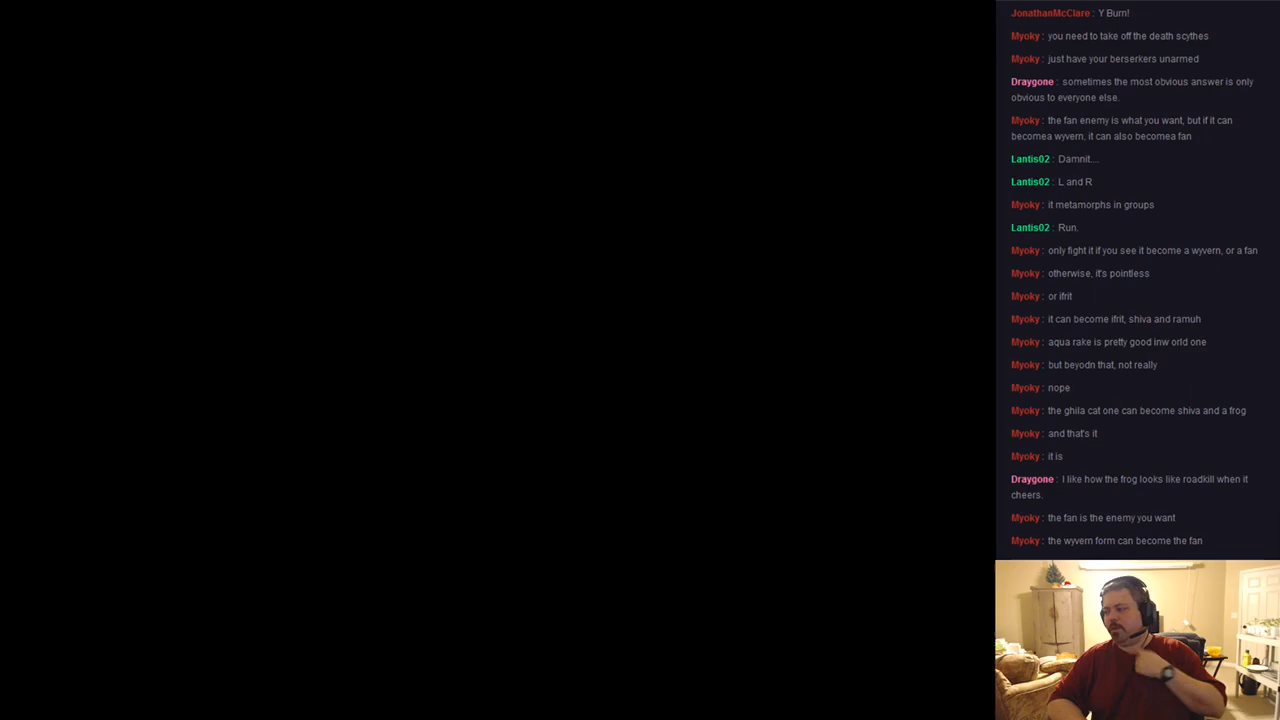 JonathanMcClare : Y Burn!
Myoky : you need to take off the death scythes
Myoky : just have your berserkers unarmed
Draygone : sometimes the most obvious answer is only
obvious to everyone else.
Myoky : the fan enemy is what you want, but if it can
becomea wyvern, it can also becomea fan
Lantis02 : Damnit....
Lantis02 : L and R
Myoky : it metamorphs in groups
Lantis02 : Run.
Myoky : only fight it if you see it become a wyvern, or a fan
Myoky : otherwise, it's pointless
Myoky : or ifrit
Myoky : it can become ifrit, shiva and ramuh
Myoky : aqua rake is pretty good inw orld one
Myoky : but beyodn that, not really
Myoky : nope
Myoky : the ghila cat one can become shiva and a frog
Myoky : and that's it
Myoky : it is
Draygone : I like how the frog looks like roadkill when it
cheers.
Myoky : the fan is the enemy you want
Myoky : the wyvern form can become the fan